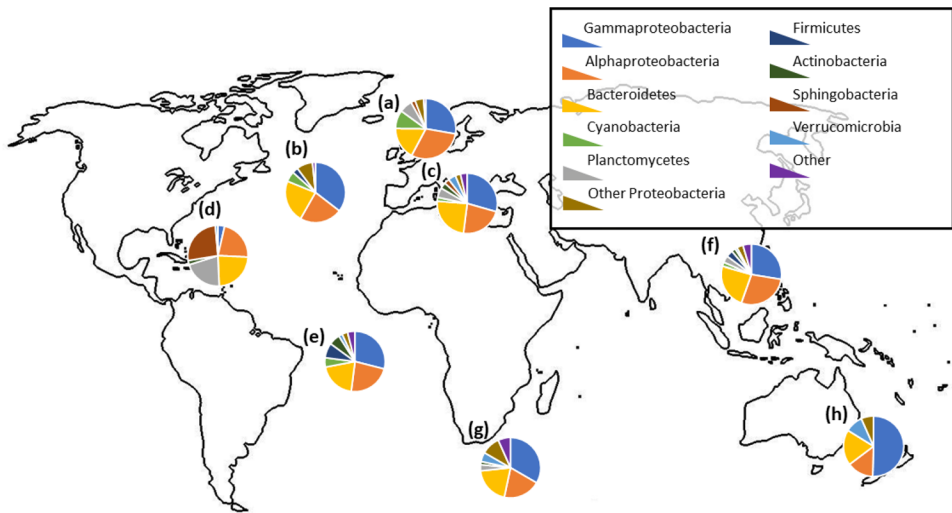 Gammaproteobacteria
Alphaproteobacteria
Bacteroidetes
Cyanobacteria
Planctomycetes
Other Proteobacteria
Firmicutes
Actinobacteria
Sphingobacteria
Verrucomicrobia
Other
(a)
(b)
(c)
(d)
(e)
(f)
(g)
(h)